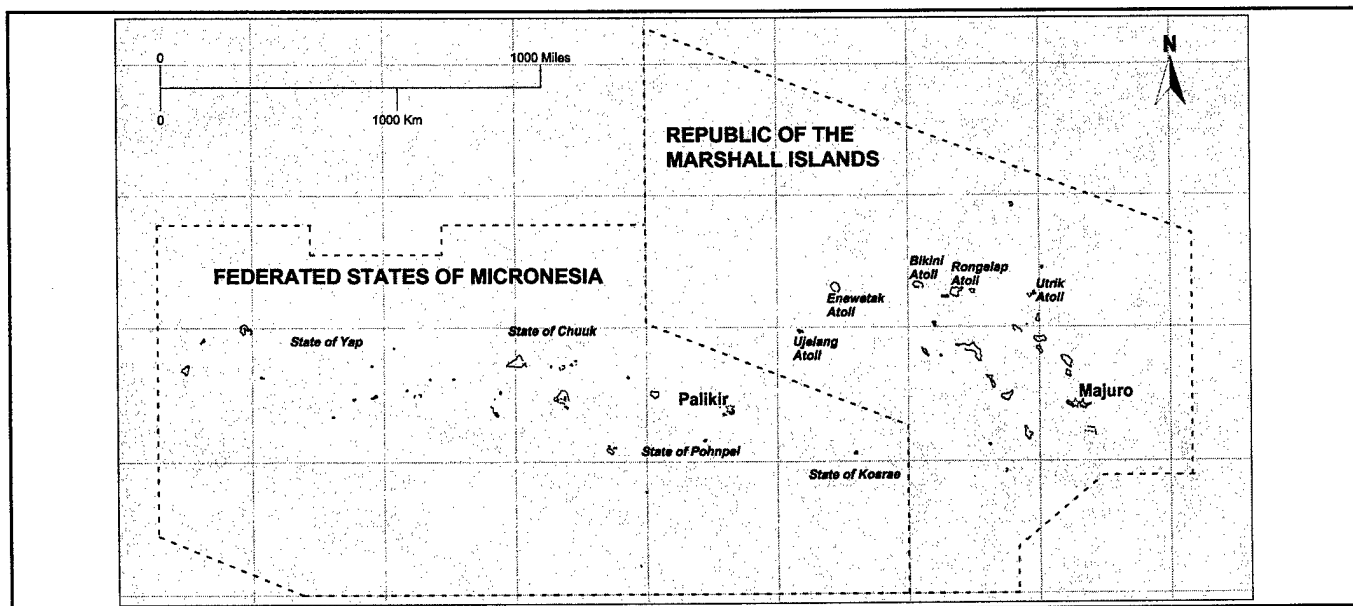 0 1000 Miles
0 1000 Km
N
REPUBLIC OF THE
MARSHALL ISLANDS
FEDERATED STATES OF MICRONESIA
Bikini
Atoll
Rongelap
Atoll
Utrik
Atoll
Enewetak
Atoll
State of Yap
State of Chuuk
Ujelang
Atoll
Palikir
Majuro
State of Pohnpei
State of Kosrae